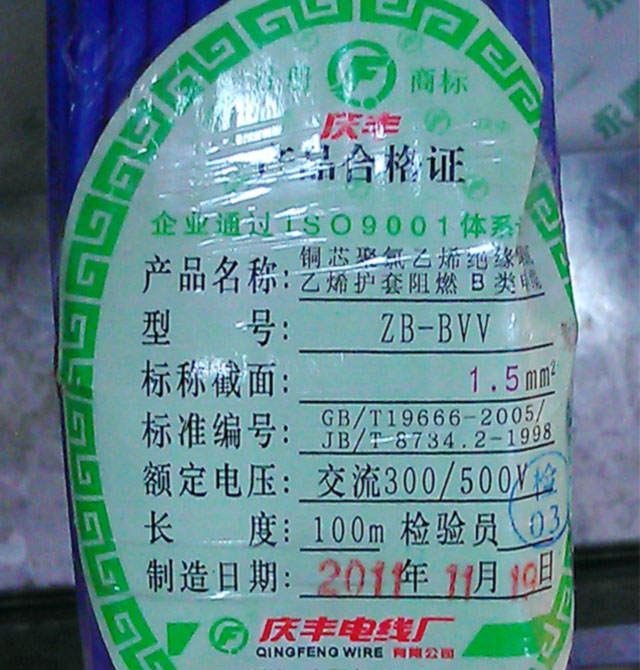 商标
庆丰
产品合格证
企业通过ISO9001体系
产品名称: 铜芯聚氯乙烯绝缘
乙烯护套阻燃 B 类电
型 号: ZB-BVV
标称截面: 1.5mm²
标准编号: GB/T19666-2005/
JB/T-8734.2-1998
额定电压: 交流300/500V
长 度: 100m 检验员 检
03
制造日期: 2011年 11月 19日
庆丰电线厂
QINGFENG WIRE 有限公司